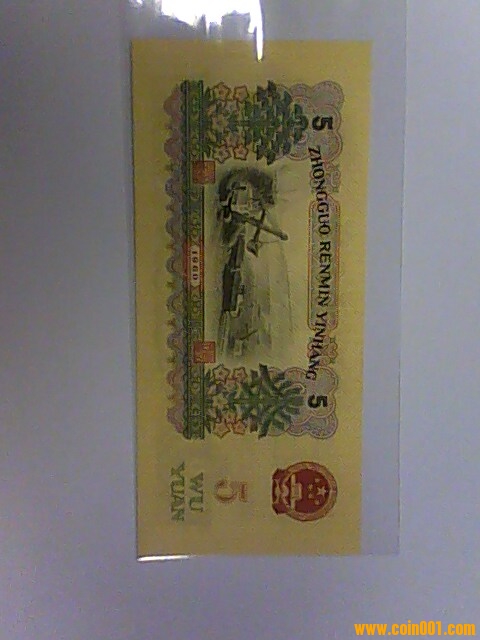 ZHONGGUO RENMIN YINHANG
5
5
1960
5
WU
YUAN
www.coin001.com